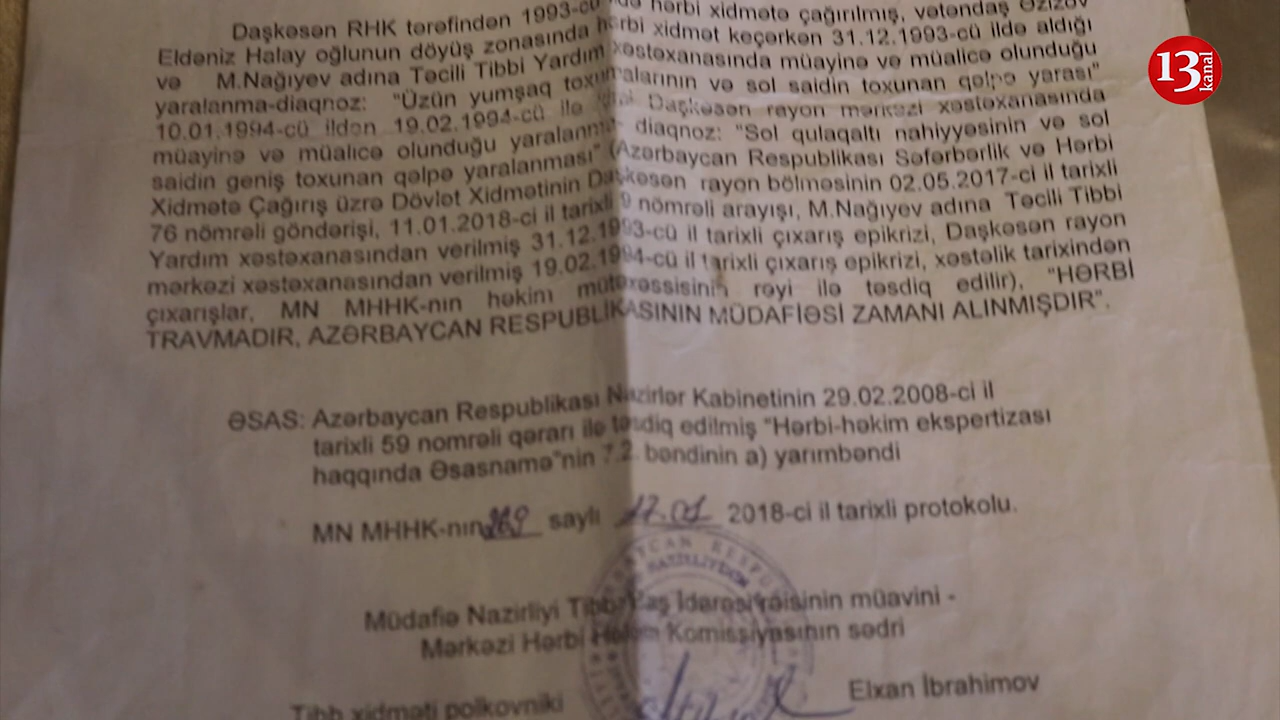 Daşkəsən RHK tərəfindən 1993-cü ildə hərbi xidmətə çağırılmış, vətəndaş Əzizov
Eldəniz Halay oğlunun döyüş zonasında hərbi xidmət keçərkən 31.12.1993-cü ildə aldığı
və M.Nağıyev adına Təcili Tibbi Yardım xəstəxanasında müayinə və müalicə olunduğu
yaralanma-diaqnoz: "Üzün yumşaq toxumalarının və sol saidin toxunan qəlpə yarası"
10.01.1994-cü ildən 19.02.1994-cü ilə Daşkəsən rayon mərkəzi xəstəxanasında
müayinə və müalicə olunduğu yaralanma diaqnoz: "Sol qulaqaltı nahiyyəsinin və sol
saidin geniş toxunan qəlpə yaralanması" (Azərbaycan Respublikası Səfərbərlik və Hərbi
Xidmətə Çağırış üzrə Dövlət Xidmətinin Daşkəsən rayon bölməsinin 02.05.2017-ci il tarixli
76 nömrəli göndərişi, 11.01.2018-ci il tarixli 9 nömrəli arayışı, M.Nağıyev adına Təcili Tibbi
Yardım xəstəxanasından verilmiş 31.12.1993-cü il tarixli çıxarış epikrizi, Daşkəsən rayon
mərkəzi xəstəxanasından verilmiş 19.02.1994-cü il tarixli çıxarış epikrizi, xəstəlik tarixindən
çıxarışlar, MN MHHK-nın həkim mütəxəssisinin rəyi ilə təsdiq edilir), "HƏRBİ
TRAVMADIR, AZƏRBAYCAN RESPUBLİKASININ MÜDAFİƏSİ ZAMANI ALINMIŞDIR".
ƏSAS: Azərbaycan Respublikası Nazirlər Kabinetinin 29.02.2008-ci il
tarixli 59 nomrəli qərarı ilə təsdiq edilmiş "Hərbi-həkim ekspertizası
haqqında Əsasnamə"nin 7.2. bəndinin a) yarımbəndi
MN MHHK-nın saylı 17.01 2018-ci il tarixli protokolu.
Müdafiə Nazirliyi Tibb Baş İdarəsi rəisinin müavini -
Mərkəzi Hərbi Həkim Komissiyasının sədri
Tibb xidməti polkovniki
Elxan İbrahimov
13
kanal